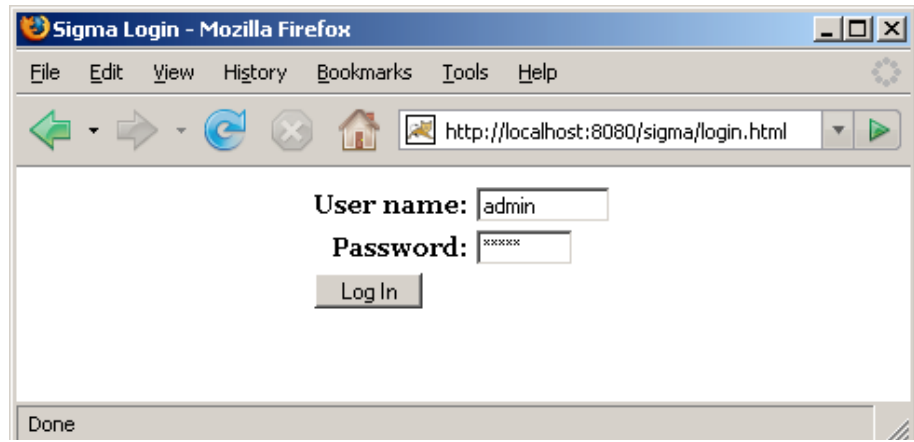 Sigma Login - Mozilla Firefox
File Edit View History Bookmarks Tools Help
http://localhost:8080/sigma/login.html
User name: admin
Password: *****
Log In
Done